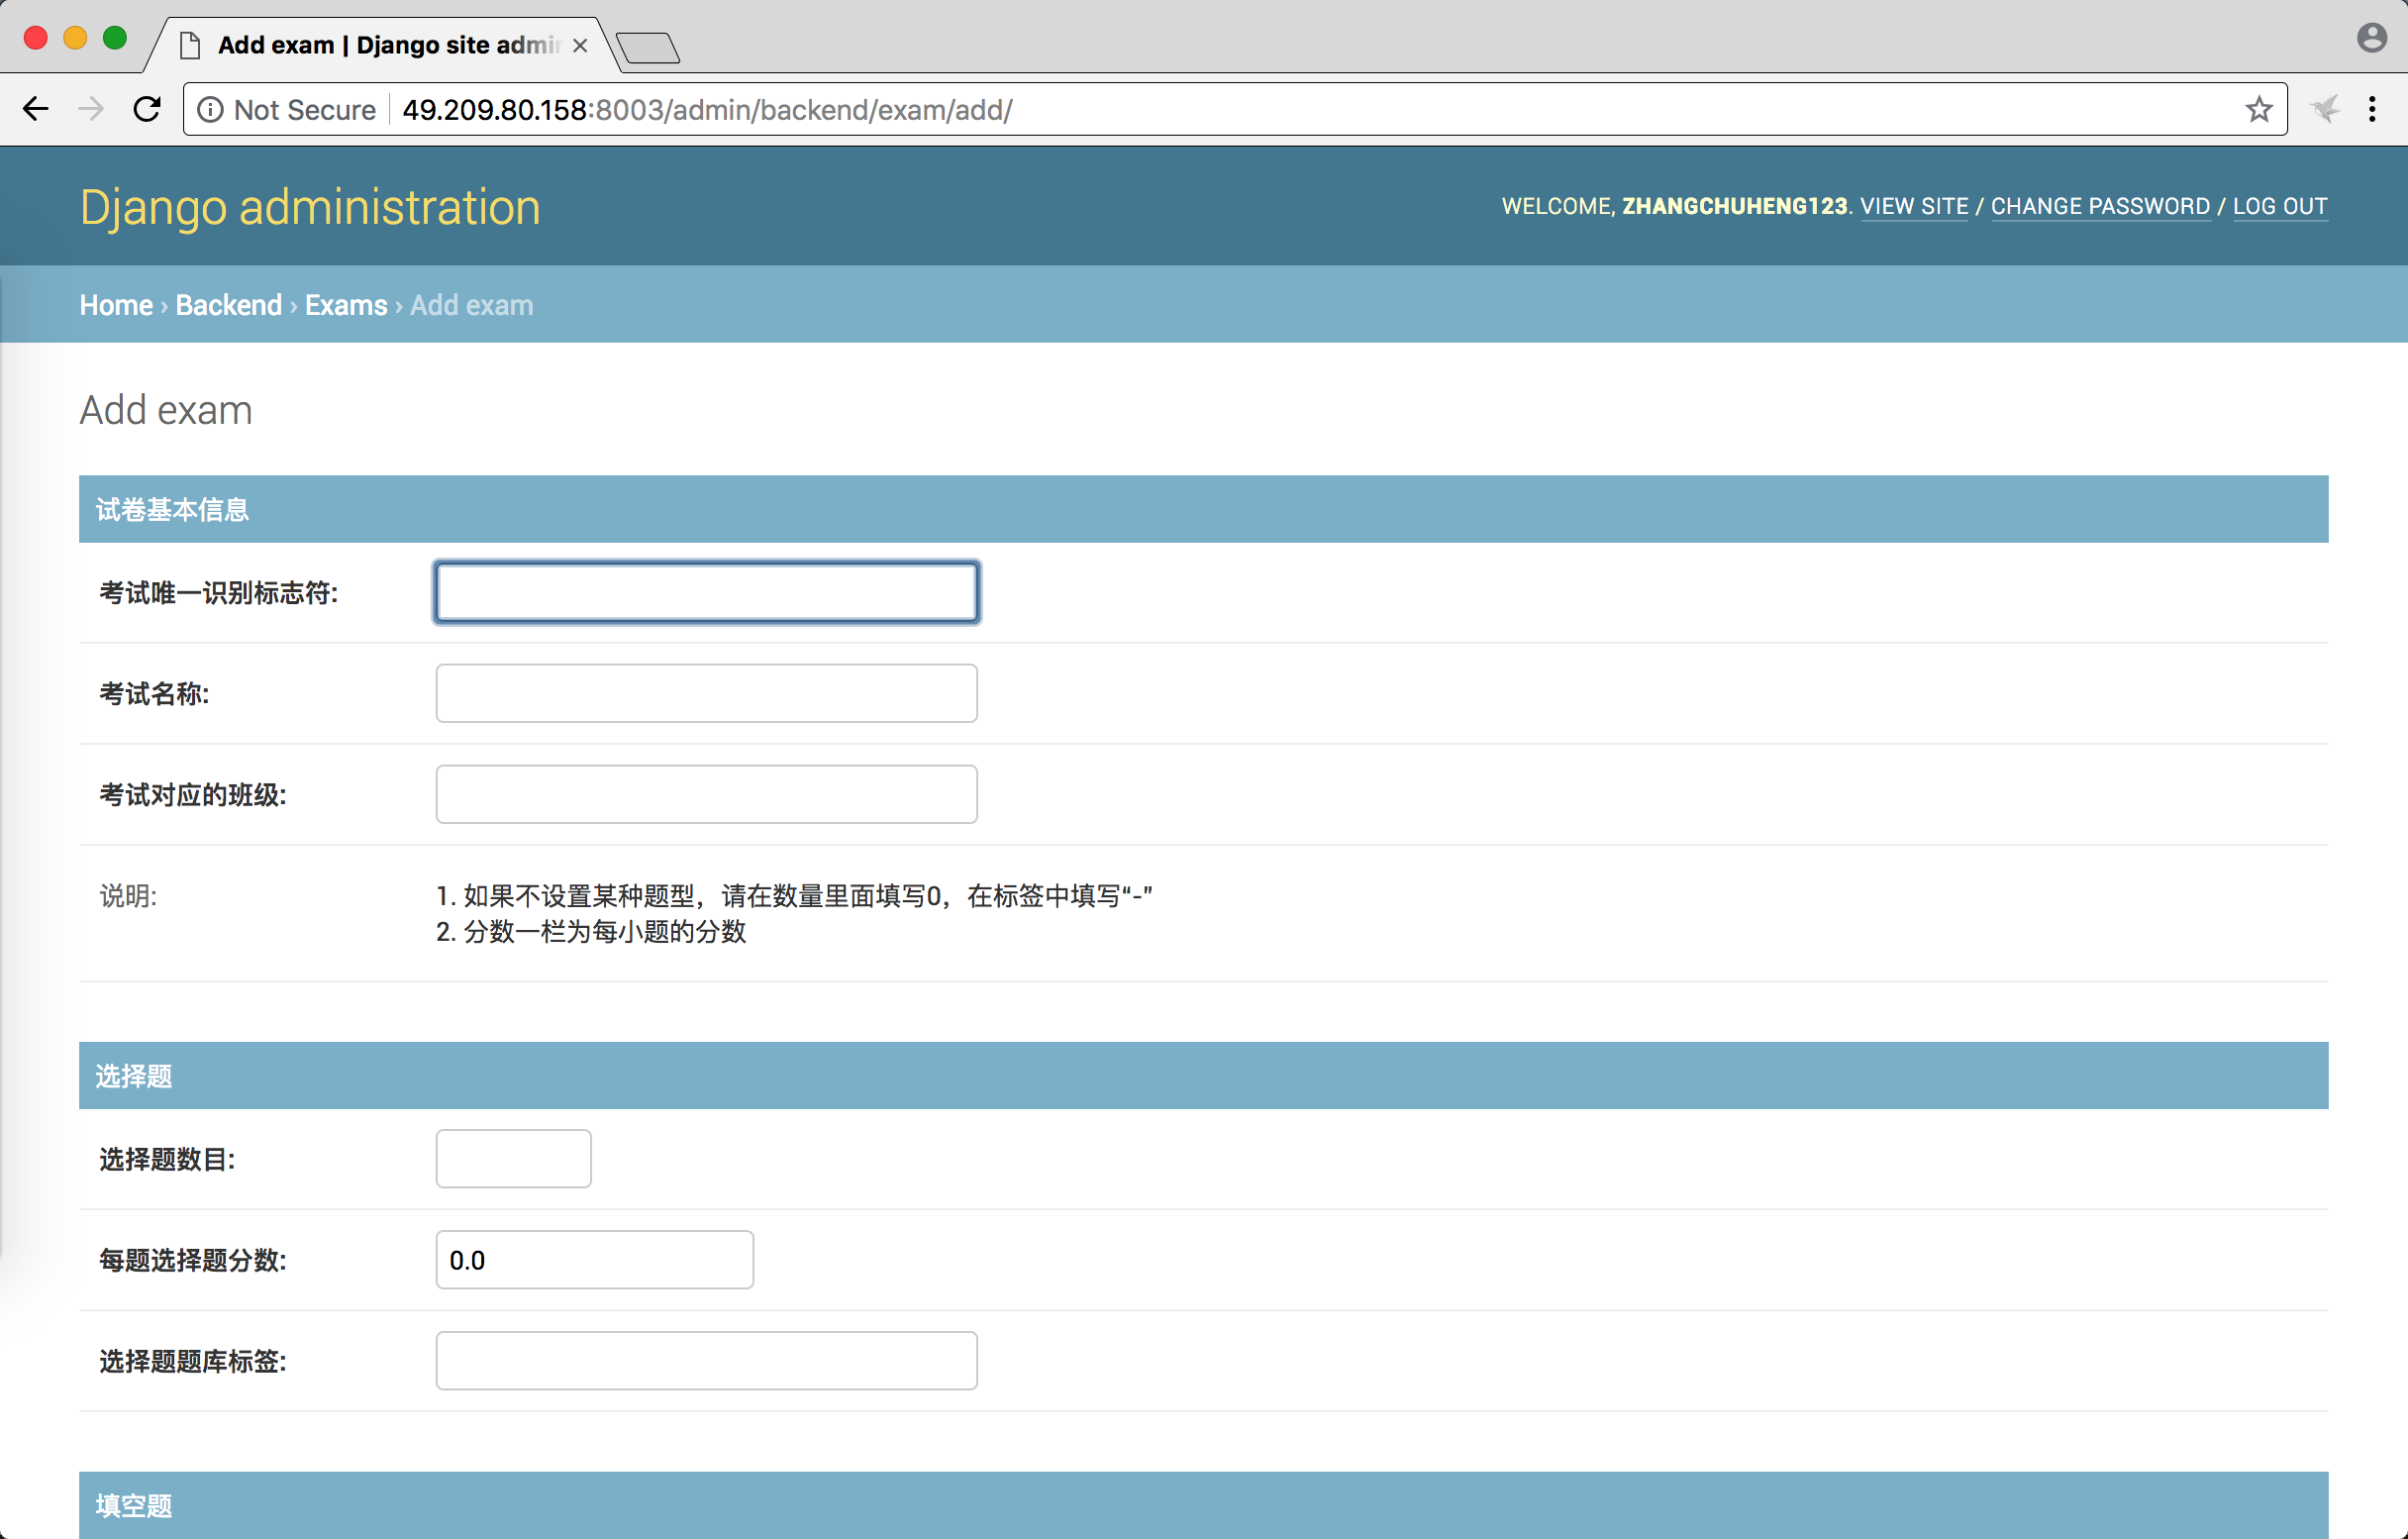 Add exam | Django site admin
Not Secure 49.209.80.158:8003/admin/backend/exam/add/
Django administration
WELCOME, ZHANGCHUHENG123. VIEW SITE / CHANGE PASSWORD / LOG OUT
Home › Backend › Exams › Add exam
Add exam
试卷基本信息
考试唯一识别标志符:
考试名称:
考试对应的班级:
说明: 1. 如果不设置某种题型，请在数量里面填写0，在标签中填写“-”
2. 分数一栏为每小题的分数
选择题
选择题数目:
每题选择题分数: 0.0
选择题题库标签:
填空题